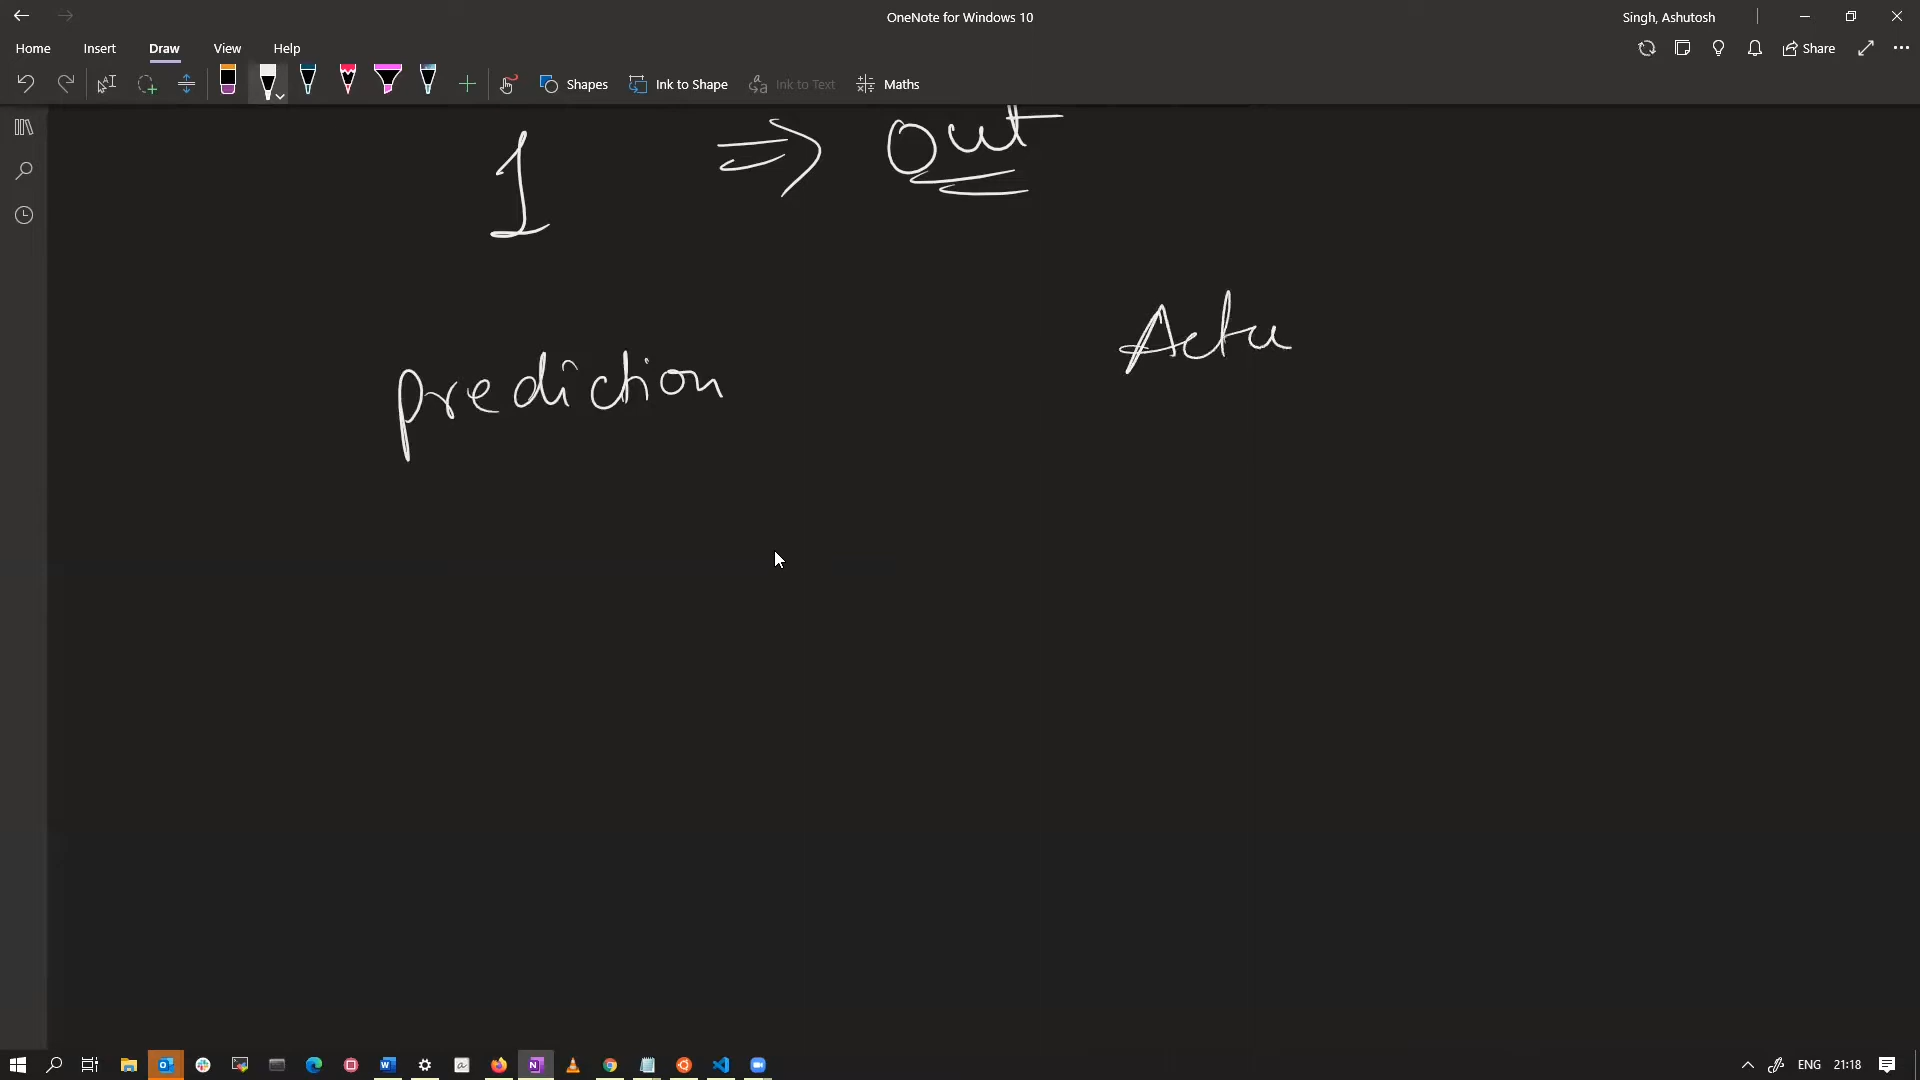 OneNote for Windows 10
Singh, Ashutosh
Home Insert Draw View Help
Share
Shapes Ink to Shape Ink to Text Maths
1 ⇒ out
Actu
prediction
ENG 21:18